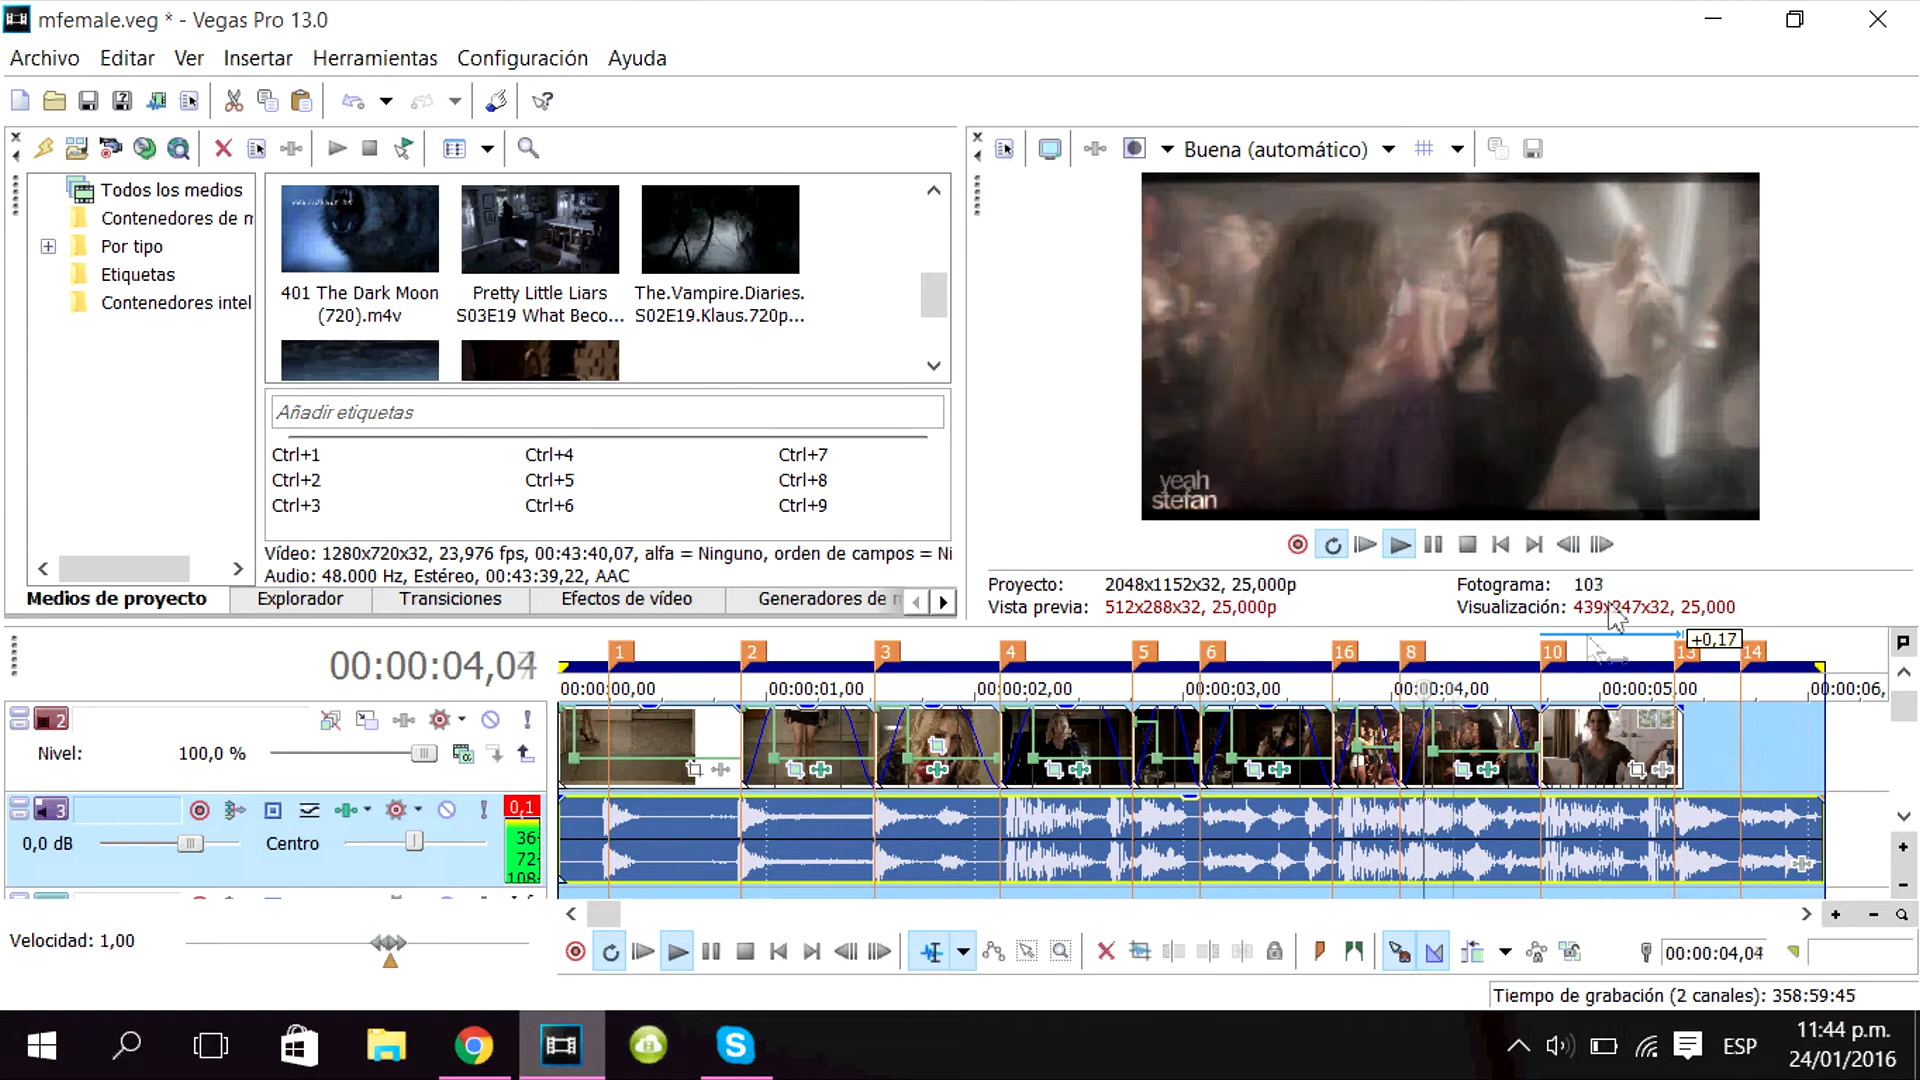 mfemale.veg * - Vegas Pro 13.0
Archivo Editar Ver Insertar Herramientas Configuración Ayuda
Todos los medios
Contenedores de m
Por tipo
Etiquetas
Contenedores intel
401 The Dark Moon (720).m4v
Pretty Little Liars S03E19 What Beco...
The.Vampire.Diaries. S02E19.Klaus.720p...
Añadir etiquetas
Ctrl+1 Ctrl+4 Ctrl+7
Ctrl+2 Ctrl+5 Ctrl+8
Ctrl+3 Ctrl+6 Ctrl+9
Vídeo: 1280x720x32, 23,976 fps, 00:43:40,07, alfa = Ninguno, orden de campos = Ni
Audio: 48.000 Hz, Estéreo, 00:43:39,22, AAC
Medios de proyecto Explorador Transiciones Efectos de vídeo Generadores de
Buena (automático)
yeah
stefan
Proyecto: 2048x1152x32, 25,000p Fotograma: 103
Vista previa: 512x288x32, 25,000p Visualización: 439x247x32, 25,000
+0,17
00:00:04,04
1 2 3 4 5 6 16 8 10 13 14
00:00:00,00 00:00:01,00 00:00:02,00 00:00:03,00 00:00:04,00 00:00:05,00 00:00:06,
2
Nivel: 100,0 %
3
0,1
36
72
108
0,0 dB Centro
Velocidad: 1,00
00:00:04,04
Tiempo de grabación (2 canales): 358:59:45
ESP
11:44 p.m.
24/01/2016